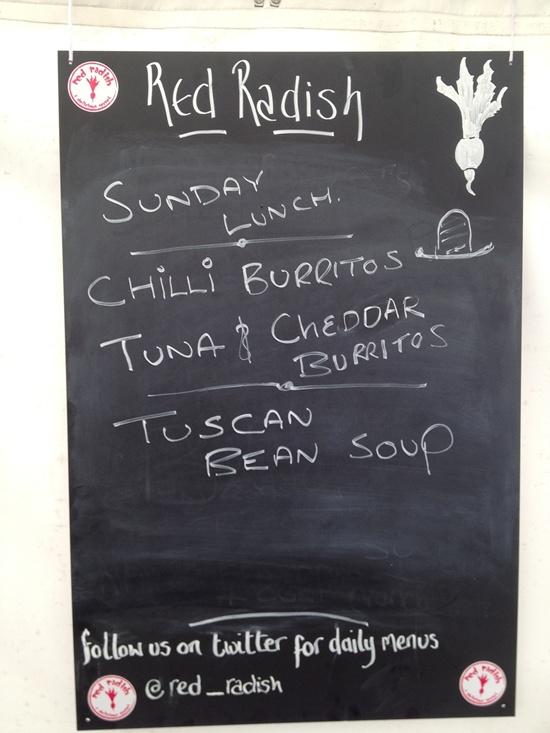 red radish
Red Radish
SUNDAY
LUNCH.
CHiLLi BURRITOS
TUNA & CHEDDAR
BURRITOS
TUSCAN
BEAN SOUP
follow us on twitter for daily menus
@red_radish
red radish
red radish